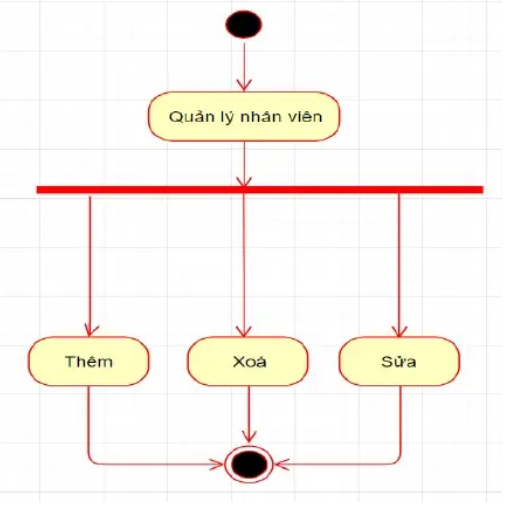 Quản lý nhân viên
Thêm
Xoá
Sửa